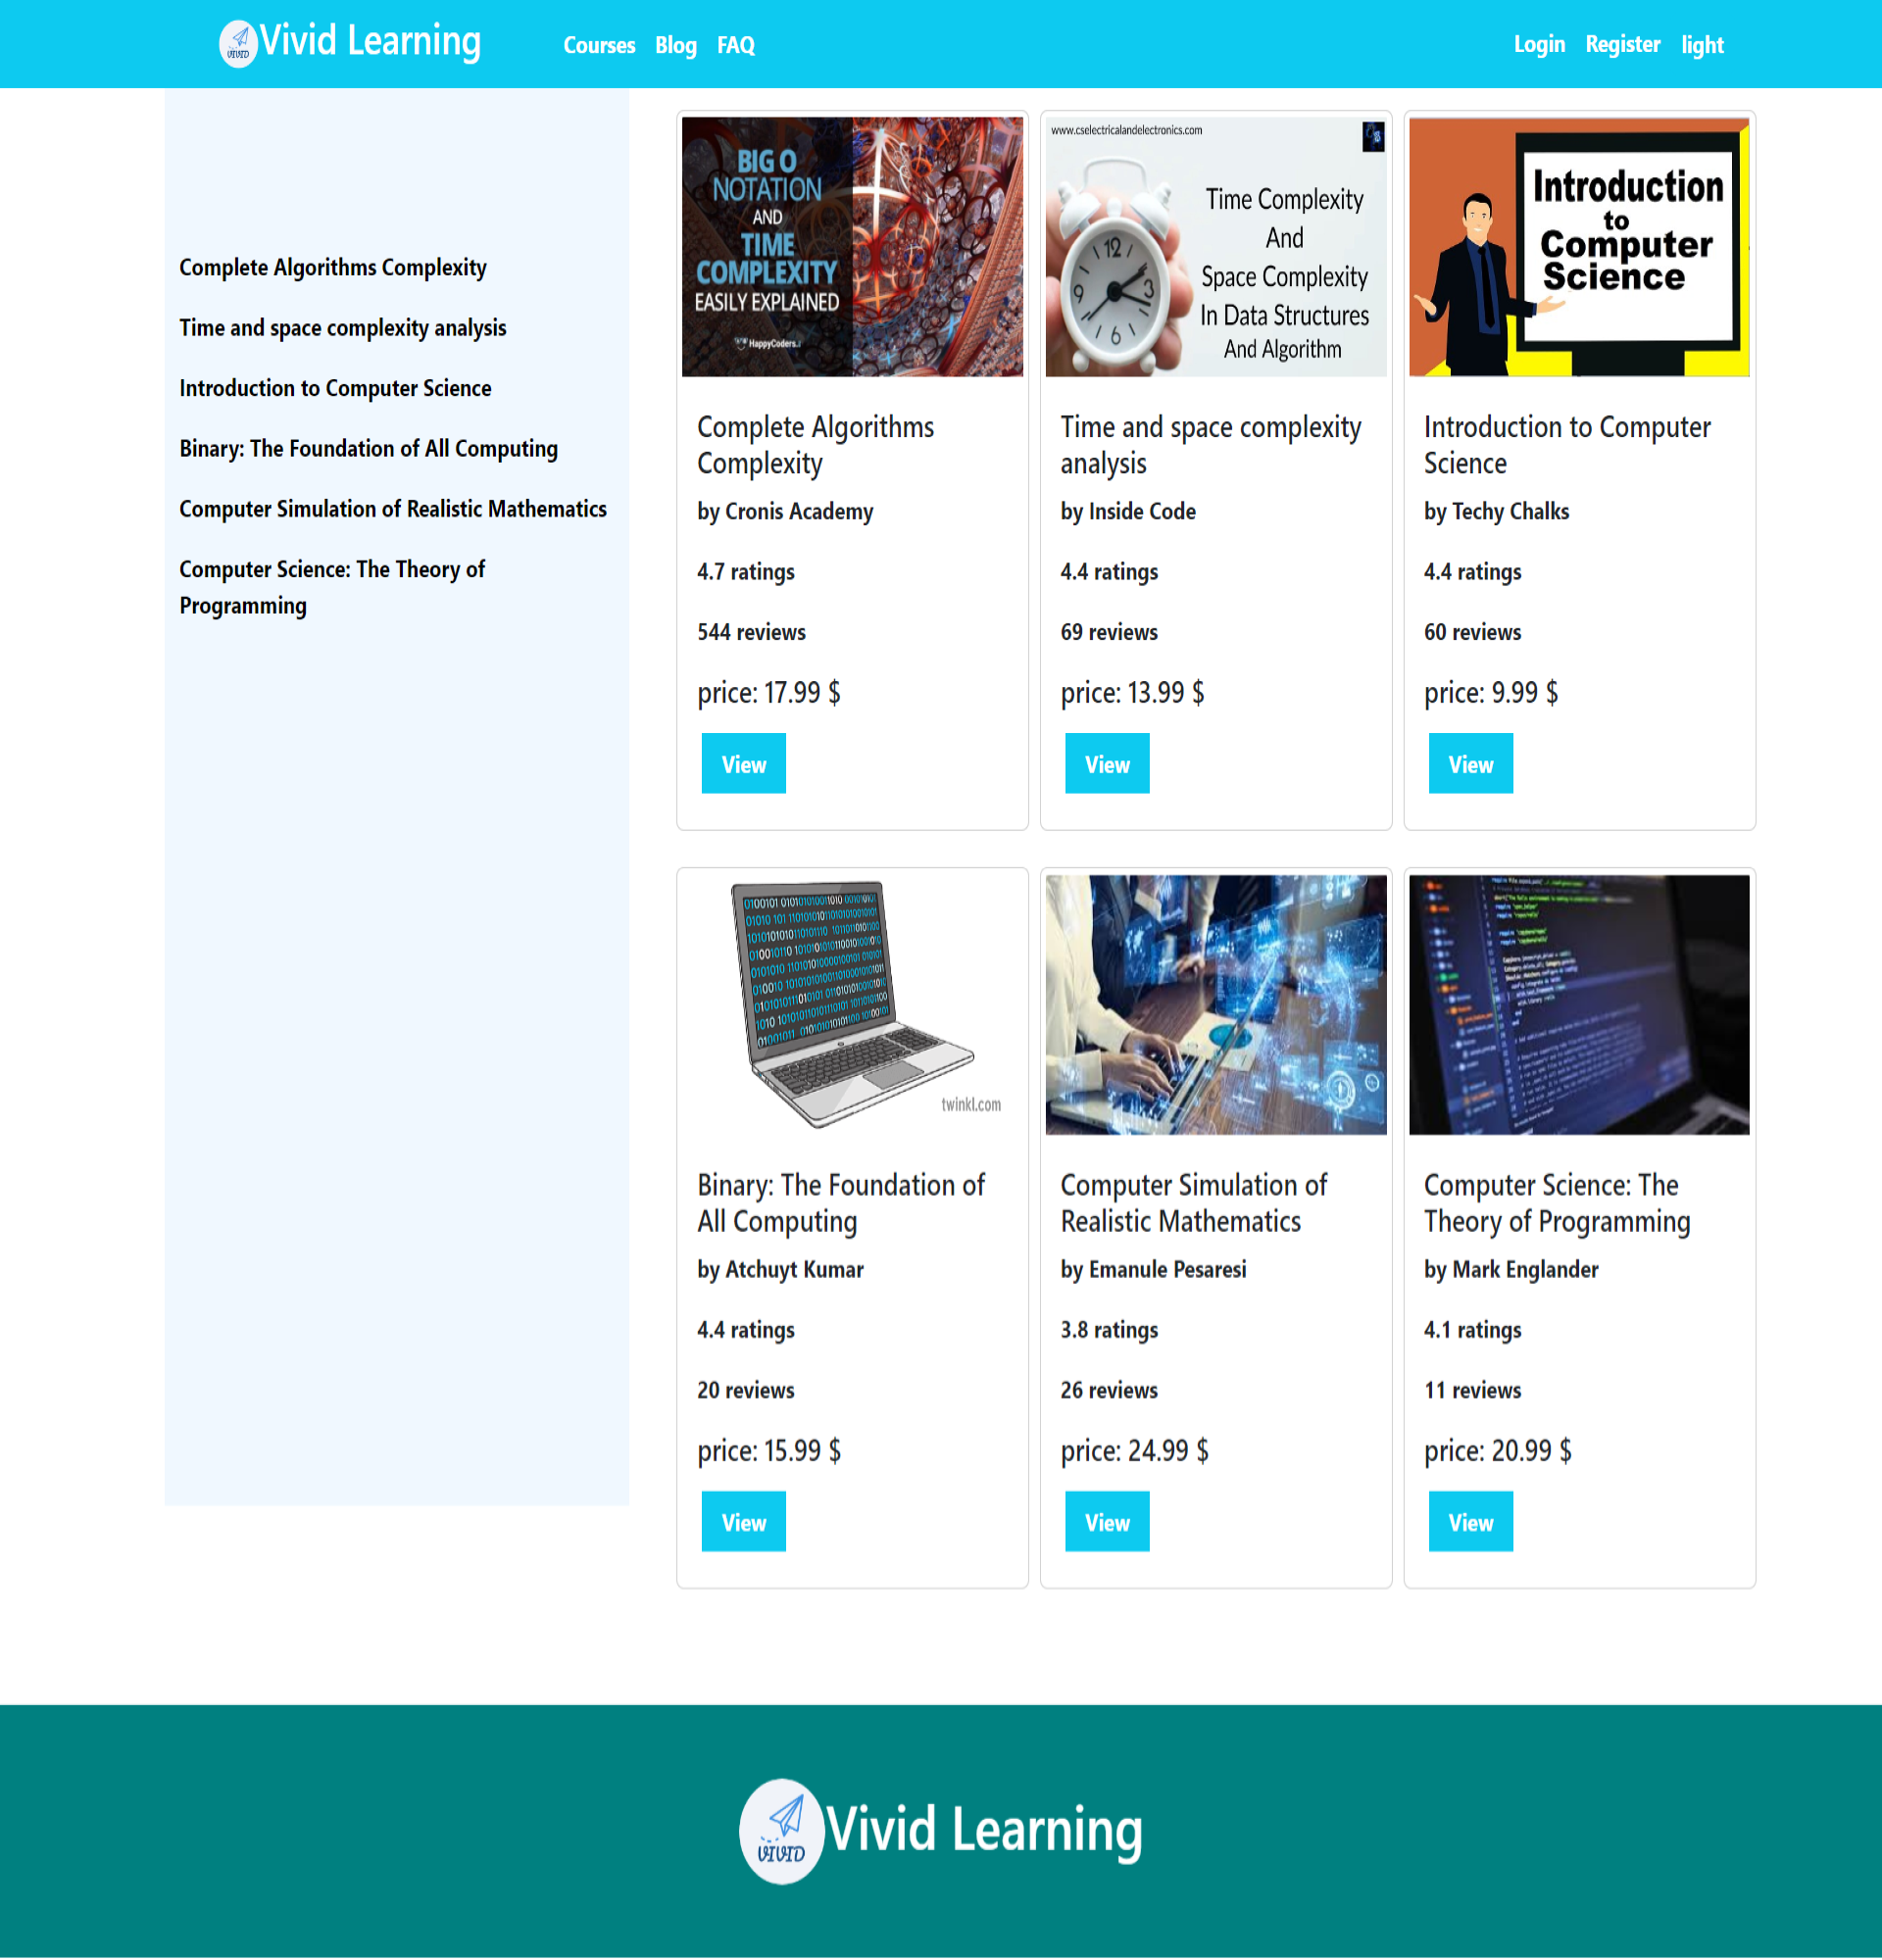 VIVID
Vivid Learning
Courses
Blog
FAQ
Login
Register
light
Complete Algorithms Complexity
Time and space complexity analysis
Introduction to Computer Science
Binary: The Foundation of All Computing
Computer Simulation of Realistic Mathematics
Computer Science: The Theory of
Programming
BIG O
NOTATION
AND
TIME
COMPLEXITY
EASILY EXPLAINED
HappyCoders.
Complete Algorithms
Complexity
by Cronis Academy
4.7 ratings
544 reviews
price: 17.99 $
View
www.cselectricalandelectronics.com
12
3
6
9
Time Complexity
And
Space Complexity
In Data Structures
And Algorithm
Time and space complexity
analysis
by Inside Code
4.4 ratings
69 reviews
price: 13.99 $
View
Introduction
to
Computer
Science
Introduction to Computer
Science
by Techy Chalks
4.4 ratings
60 reviews
price: 9.99 $
View
twinkl.com
Binary: The Foundation of
All Computing
by Atchuyt Kumar
4.4 ratings
20 reviews
price: 15.99 $
View
Computer Simulation of
Realistic Mathematics
by Emanule Pesaresi
3.8 ratings
26 reviews
price: 24.99 $
View
Computer Science: The
Theory of Programming
by Mark Englander
4.1 ratings
11 reviews
price: 20.99 $
View
VIVID
Vivid Learning